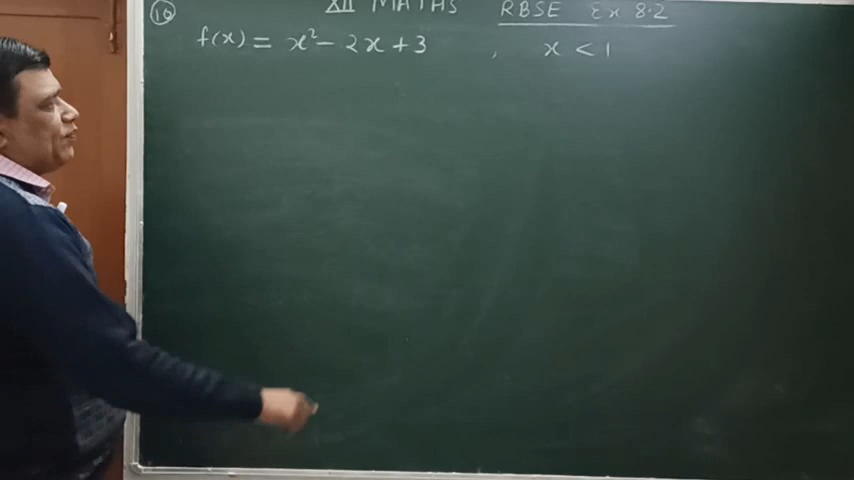 XII MATHS RBSE Ex 8.2
(10) f(x) = x² - 2x + 3 , x < 1